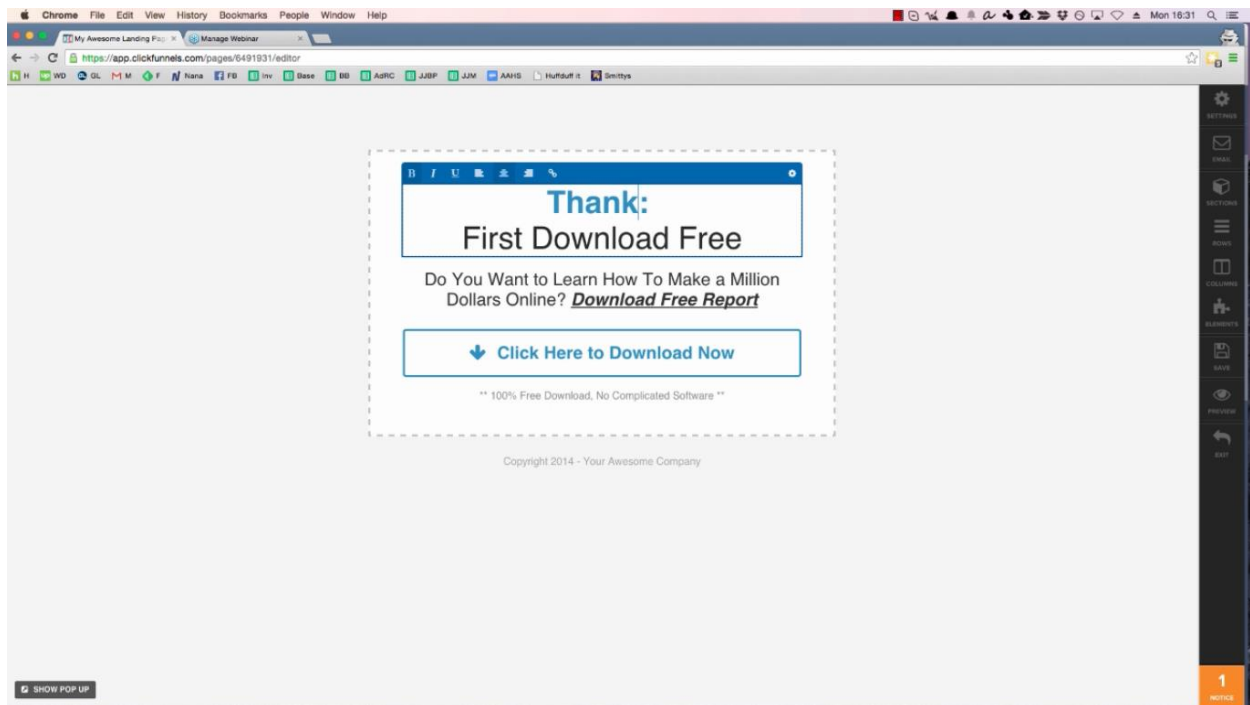 Chrome File Edit View History Bookmarks People Window Help
Mon 16:31
My Awesome Landing Pag
Manage Webinar
https://app.clickfunnels.com/pages/6491931/editor
H WD GL M M F Nana FB Inv Base BB AdRC JJBP JJM AAHS Huffduff it Smittys
SETTINGS
EMAIL
SECTIONS
ROWS
COLUMNS
ELEMENTS
SAVE
PREVIEW
EXIT
B I U
Thank:
First Download Free
Do You Want to Learn How To Make a Million
Dollars Online? Download Free Report
Click Here to Download Now
** 100% Free Download, No Complicated Software **
Copyright 2014 - Your Awesome Company
SHOW POP UP
1
NOTICE